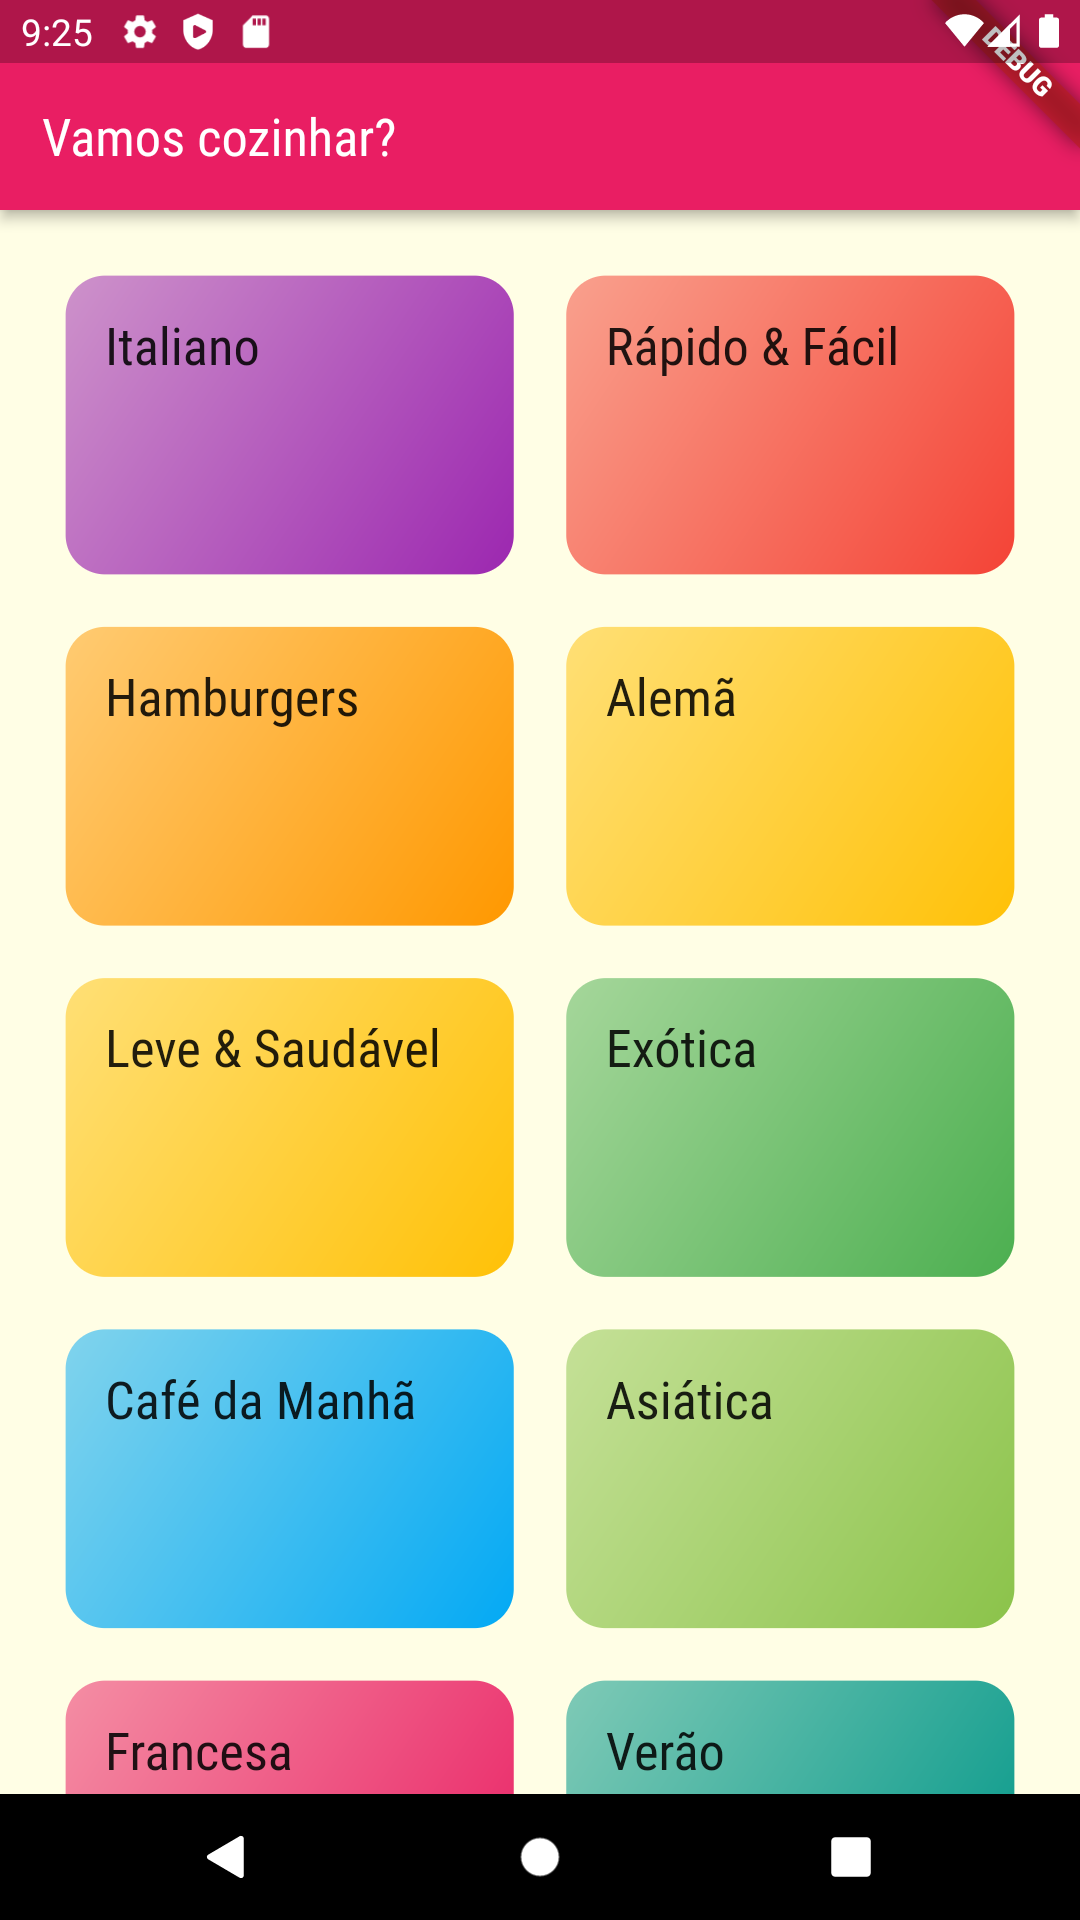 9:25
DEBUG
Vamos cozinhar?
Italiano
Rápido & Fácil
Hamburgers
Alemã
Leve & Saudável
Exótica
Café da Manhã
Asiática
Francesa
Verão